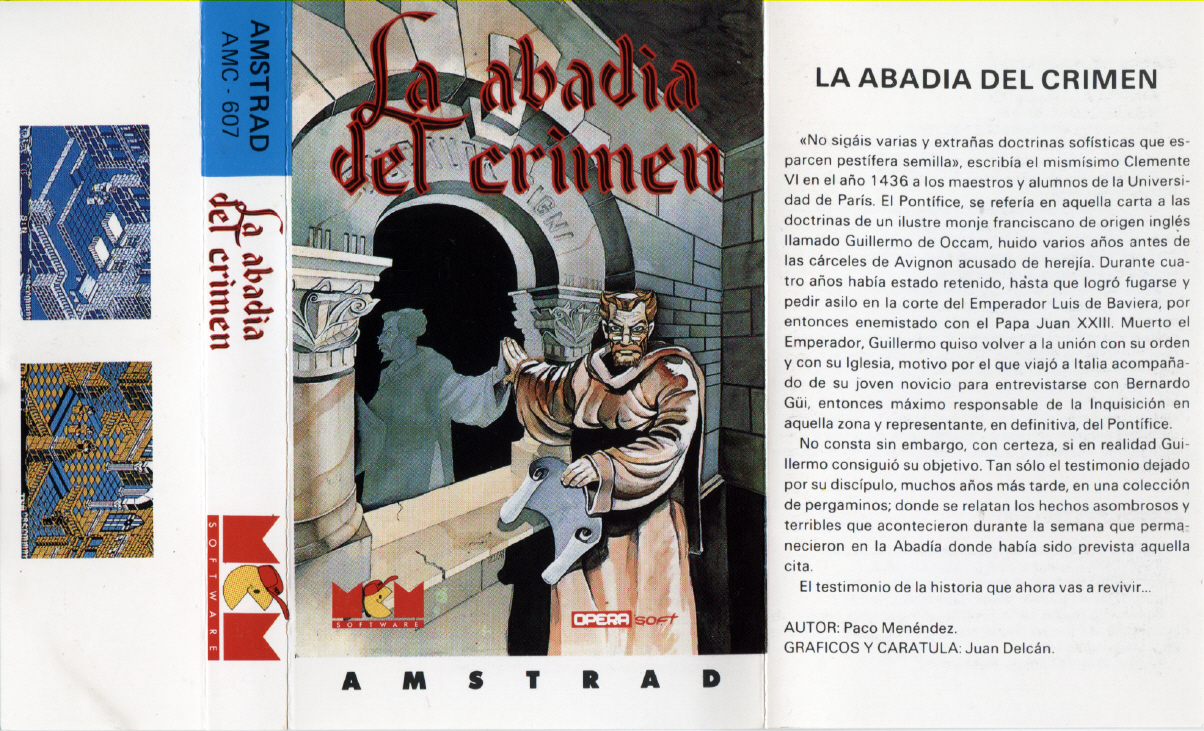 AMSTRAD
AMC - 607
La abadia
del crimen
MCM
SOFTWARE
La abadia
del crimen
MCM
SOFTWARE
OPERA SOFT
AMSTRAD
LA ABADIA DEL CRIMEN
«No sigáis varias y extrañas doctrinas sofísticas que es-
parcen pestífera semilla», escribía el mismísimo Clemente
VI en el año 1436 a los maestros y alumnos de la Universi-
dad de París. El Pontífice, se refería en aquella carta a las
doctrinas de un ilustre monje franciscano de origen inglés
llamado Guillermo de Occam, huido varios años antes de
las cárceles de Avignon acusado de herejía. Durante cua-
tro años había estado retenido, hasta que logró fugarse y
pedir asilo en la corte del Emperador Luis de Baviera, por
entonces enemistado con el Papa Juan XXIII. Muerto el
Emperador, Guillermo quiso volver a la unión con su orden
y con su Iglesia, motivo por el que viajó a Italia acompaña-
do de su joven novicio para entrevistarse con Bernardo
Güi, entonces máximo responsable de la Inquisición en
aquella zona y representante, en definitiva, del Pontífice.
No consta sin embargo, con certeza, si en realidad Gui-
llermo consiguió su objetivo. Tan sólo el testimonio dejado
por su discípulo, muchos años más tarde, en una colección
de pergaminos; donde se relatan los hechos asombrosos y
terribles que acontecieron durante la semana que perma-
necieron en la Abadía donde había sido prevista aquella
cita.
El testimonio de la historia que ahora vas a revivir...
AUTOR: Paco Menéndez.
GRAFICOS Y CARATULA: Juan Delcán.